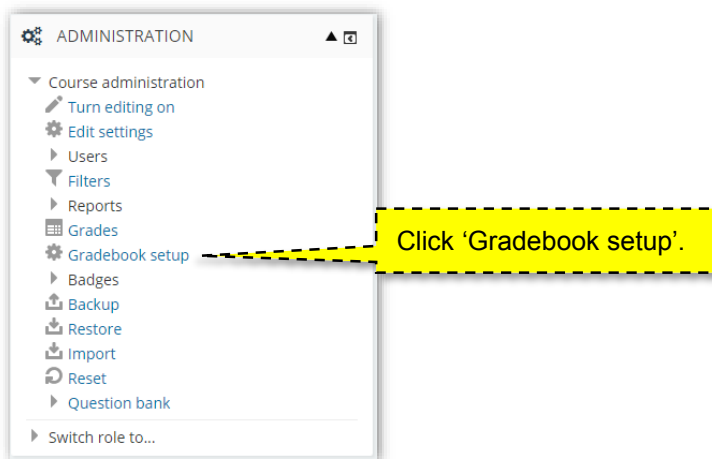 ADMINISTRATION
Course administration
Turn editing on
Edit settings
Users
Filters
Reports
Grades
Gradebook setup
Click ‘Gradebook setup’.
Badges
Backup
Restore
Import
Reset
Question bank
Switch role to...